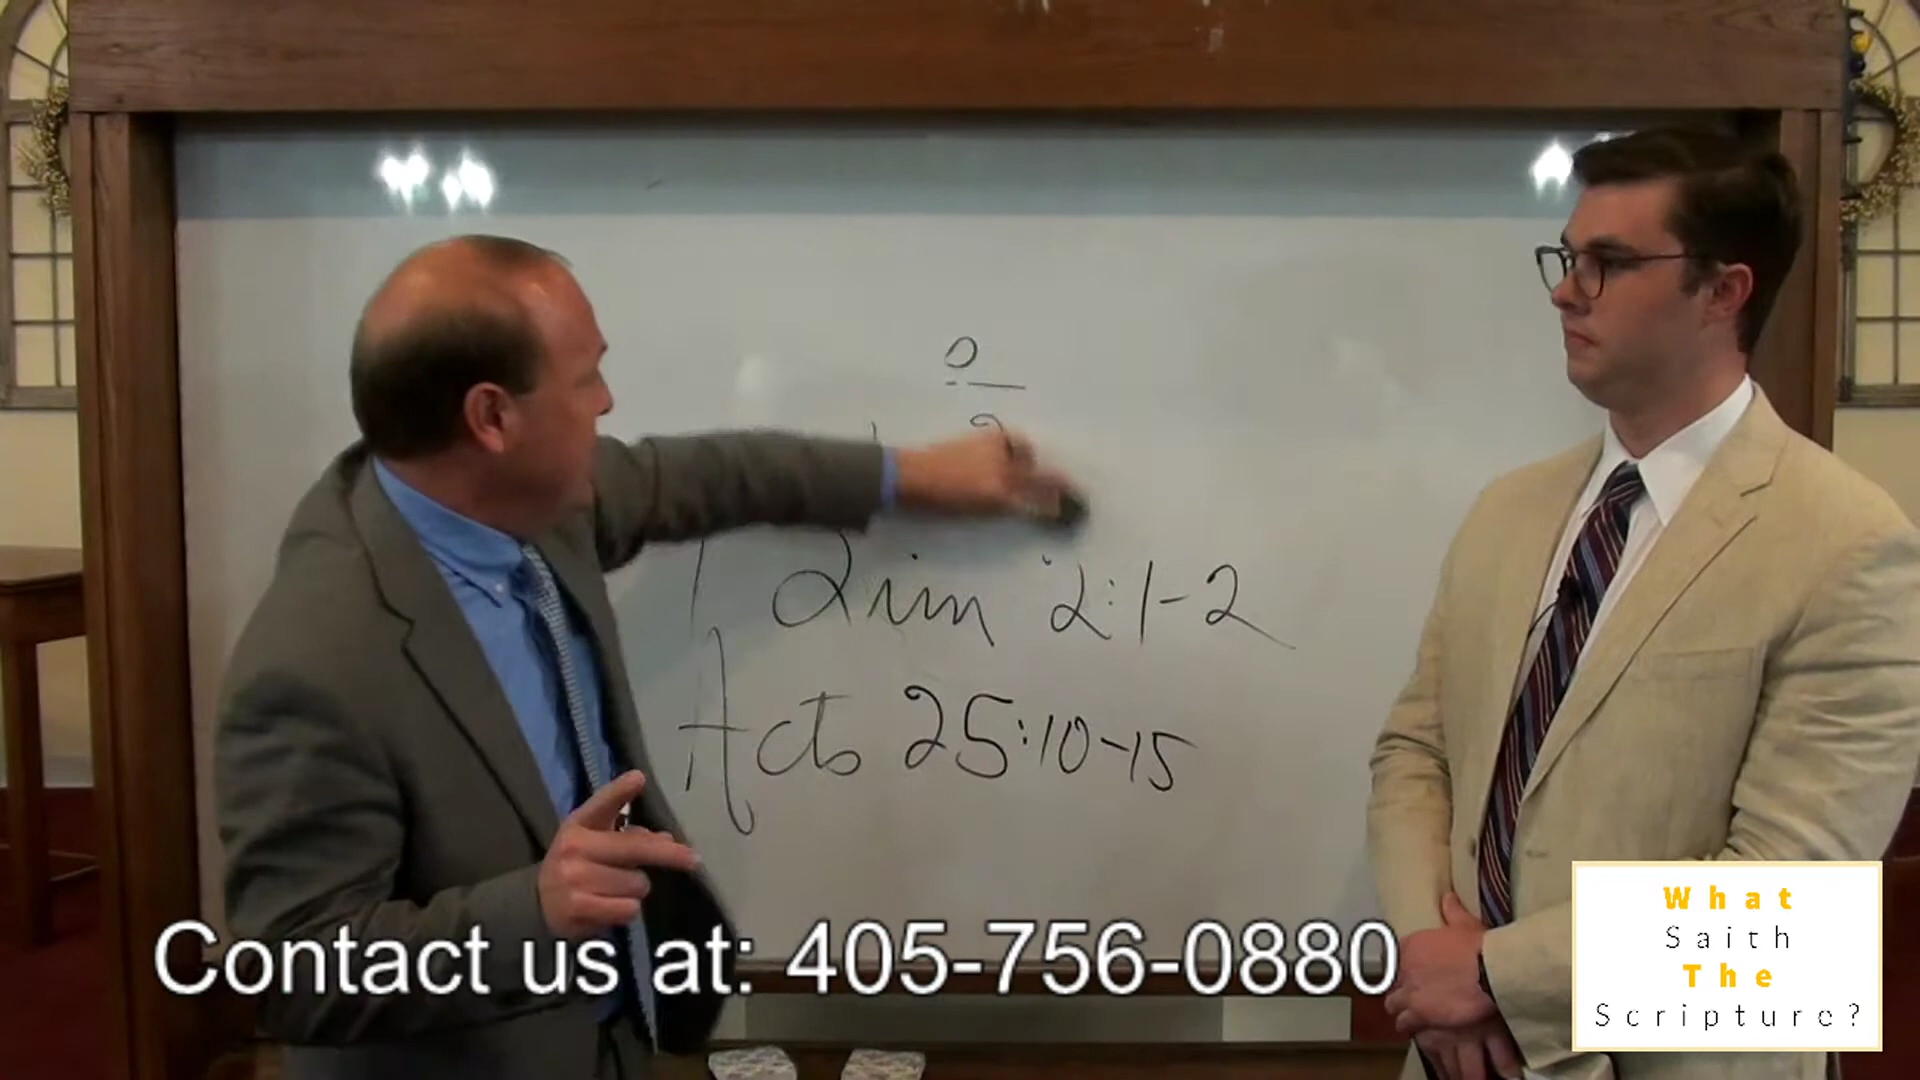 1 Tim 2:1-2
Acts 25:10-15
Contact us at: 405-756-0880
What
Saith
The
Scripture?